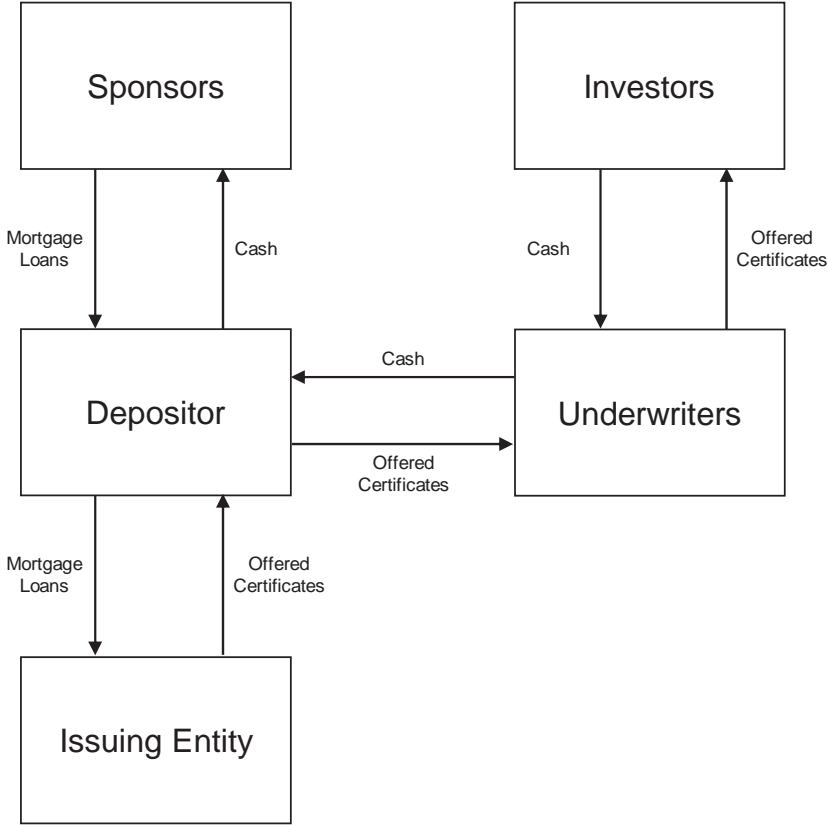 Sponsors
Investors
Mortgage
Loans
Cash
Cash
Offered
Certificates
Cash
Depositor
Underwriters
Offered
Certificates
Mortgage
Loans
Offered
Certificates
Issuing Entity